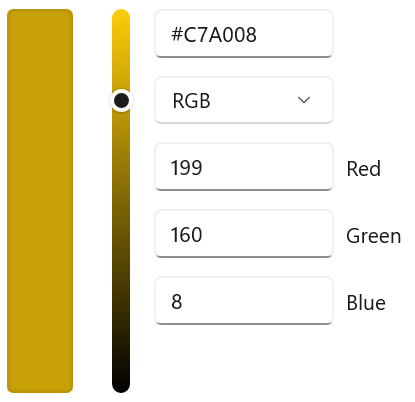 #C7A008
RGB
199 Red
160 Green
8 Blue